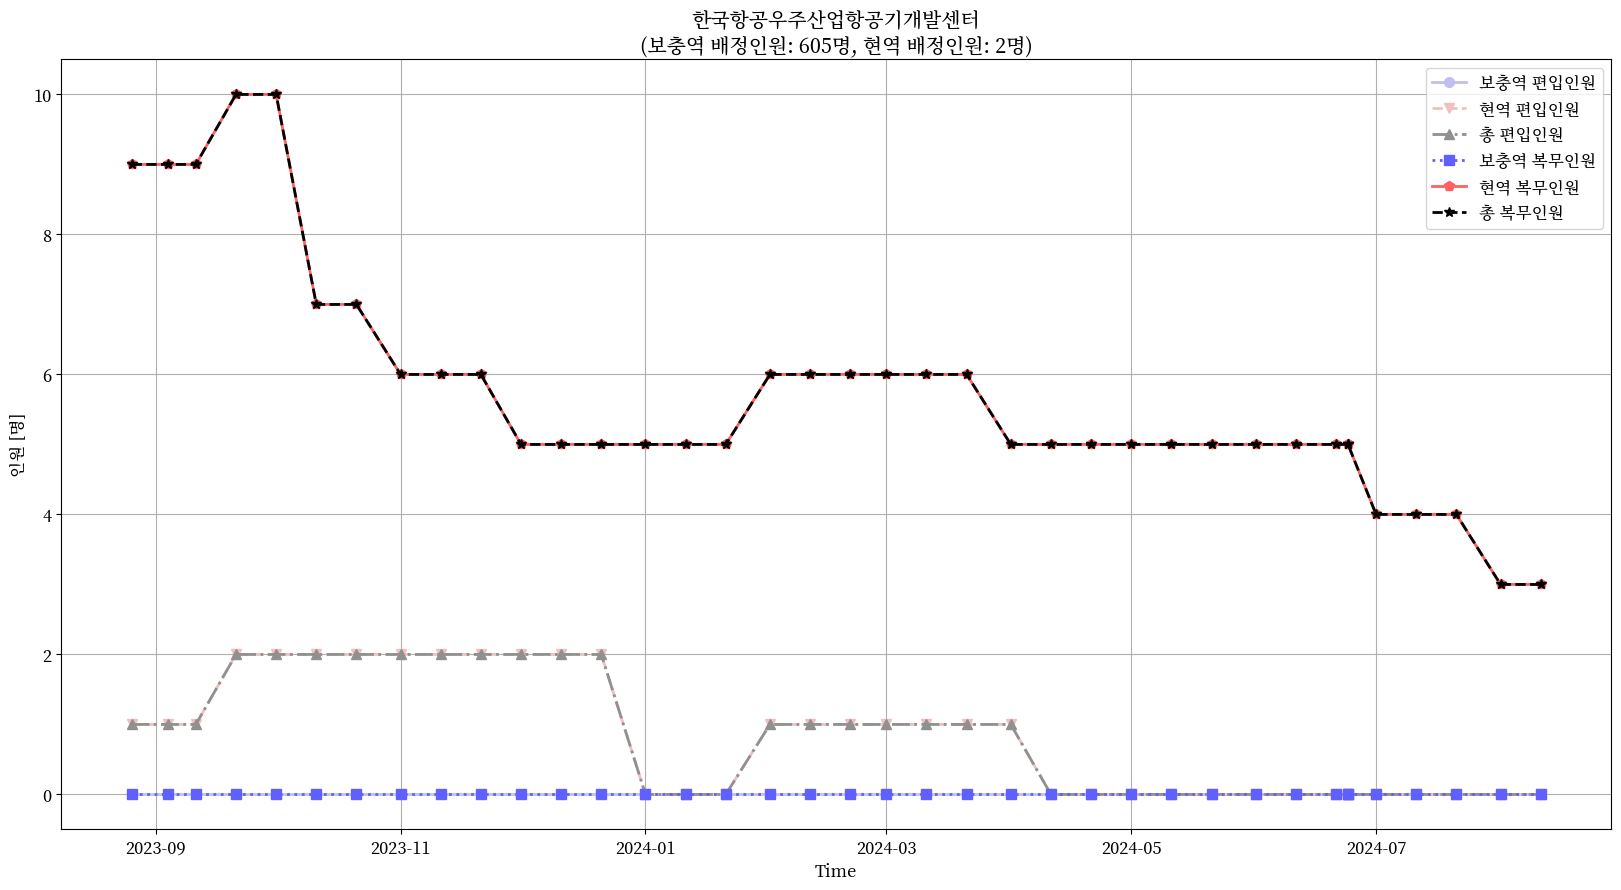 한국항공우주산업항공기개발센터
(보충역 배정인원: 605명, 현역 배정인원: 2명)
보충역 편입인원
현역 편입인원
총 편입인원
보충역 복무인원
현역 복무인원
총 복무인원
인원 [명]
10
8
6
4
2
0
2023-09
2023-11
2024-01
2024-03
2024-05
2024-07
Time